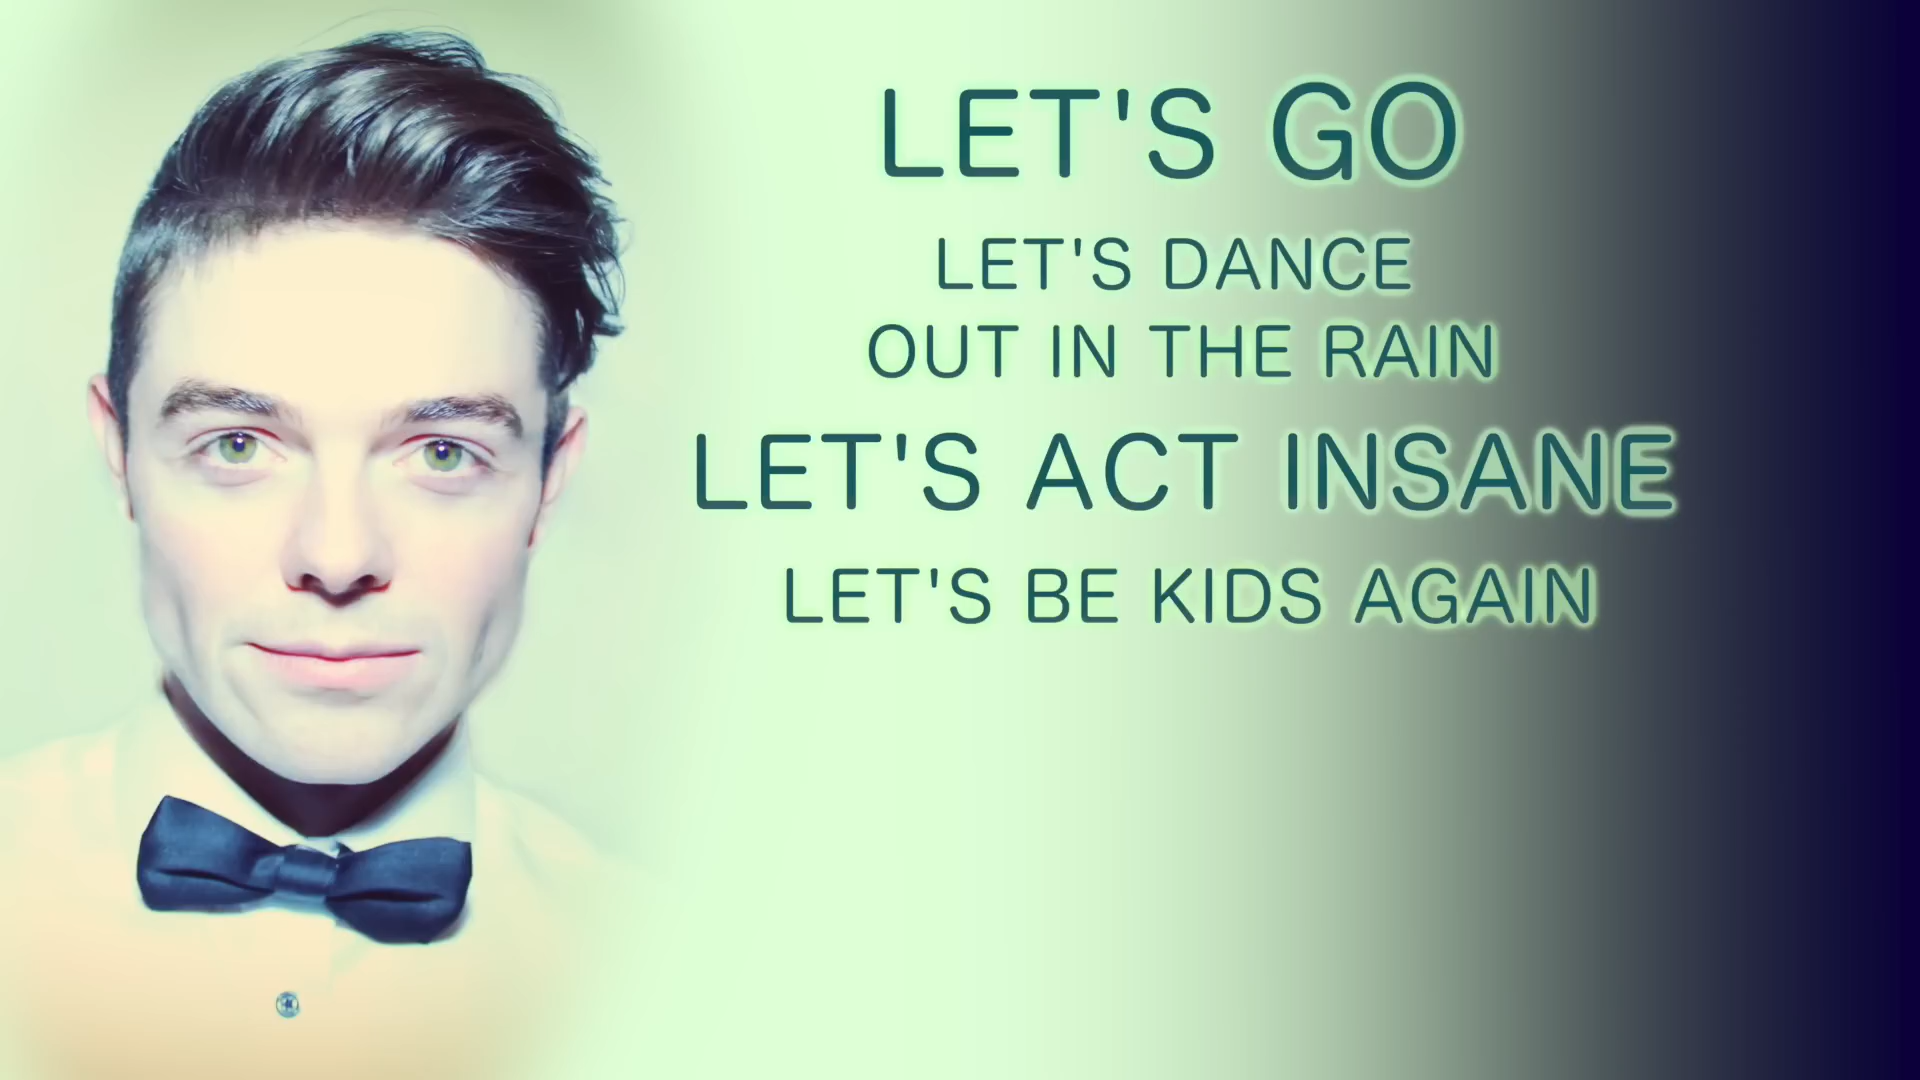 LET'S GO
LET'S DANCE
OUT IN THE RAIN
LET'S ACT INSANE
LET'S BE KIDS AGAIN